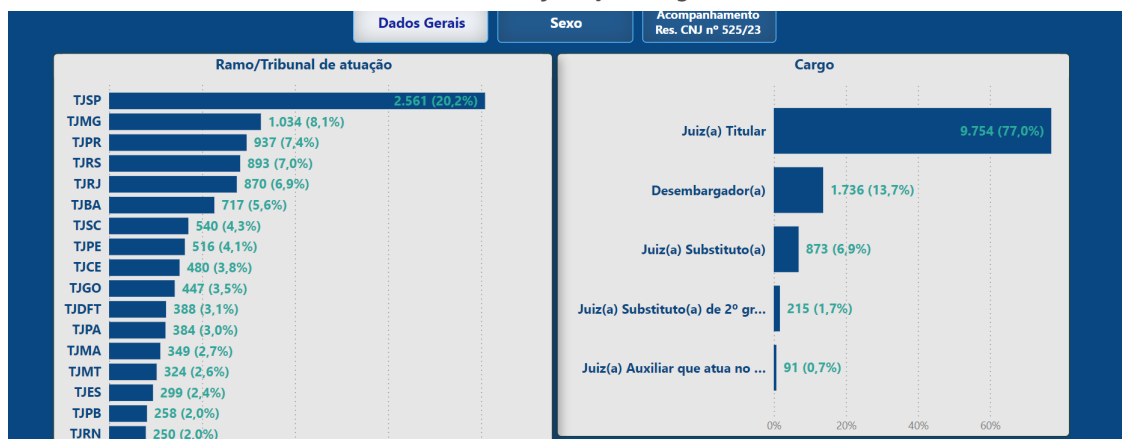 Dados Gerais
Sexo
Acompanhamento
Res. CNJ nº 525/23
Ramo/Tribunal de atuação
TJSP 2.561 (20,2%)
TJMG 1.034 (8,1%)
TJPR 937 (7,4%)
TJRS 893 (7,0%)
TJRJ 870 (6,9%)
TJBA 717 (5,6%)
TJSC 540 (4,3%)
TJPE 516 (4,1%)
TJCE 480 (3,8%)
TJGO 447 (3,5%)
TJDFT 388 (3,1%)
TJPA 384 (3,0%)
TJMA 349 (2,7%)
TJMT 324 (2,6%)
TJES 299 (2,4%)
TJPB 258 (2,0%)
TJRN 250 (2,0%)
Cargo
Juiz(a) Titular 9.754 (77,0%)
Desembargador(a) 1.736 (13,7%)
Juiz(a) Substituto(a) 873 (6,9%)
Juiz(a) Substituto(a) de 2º gr... 215 (1,7%)
Juiz(a) Auxiliar que atua no ... 91 (0,7%)
0% 20% 40% 60%